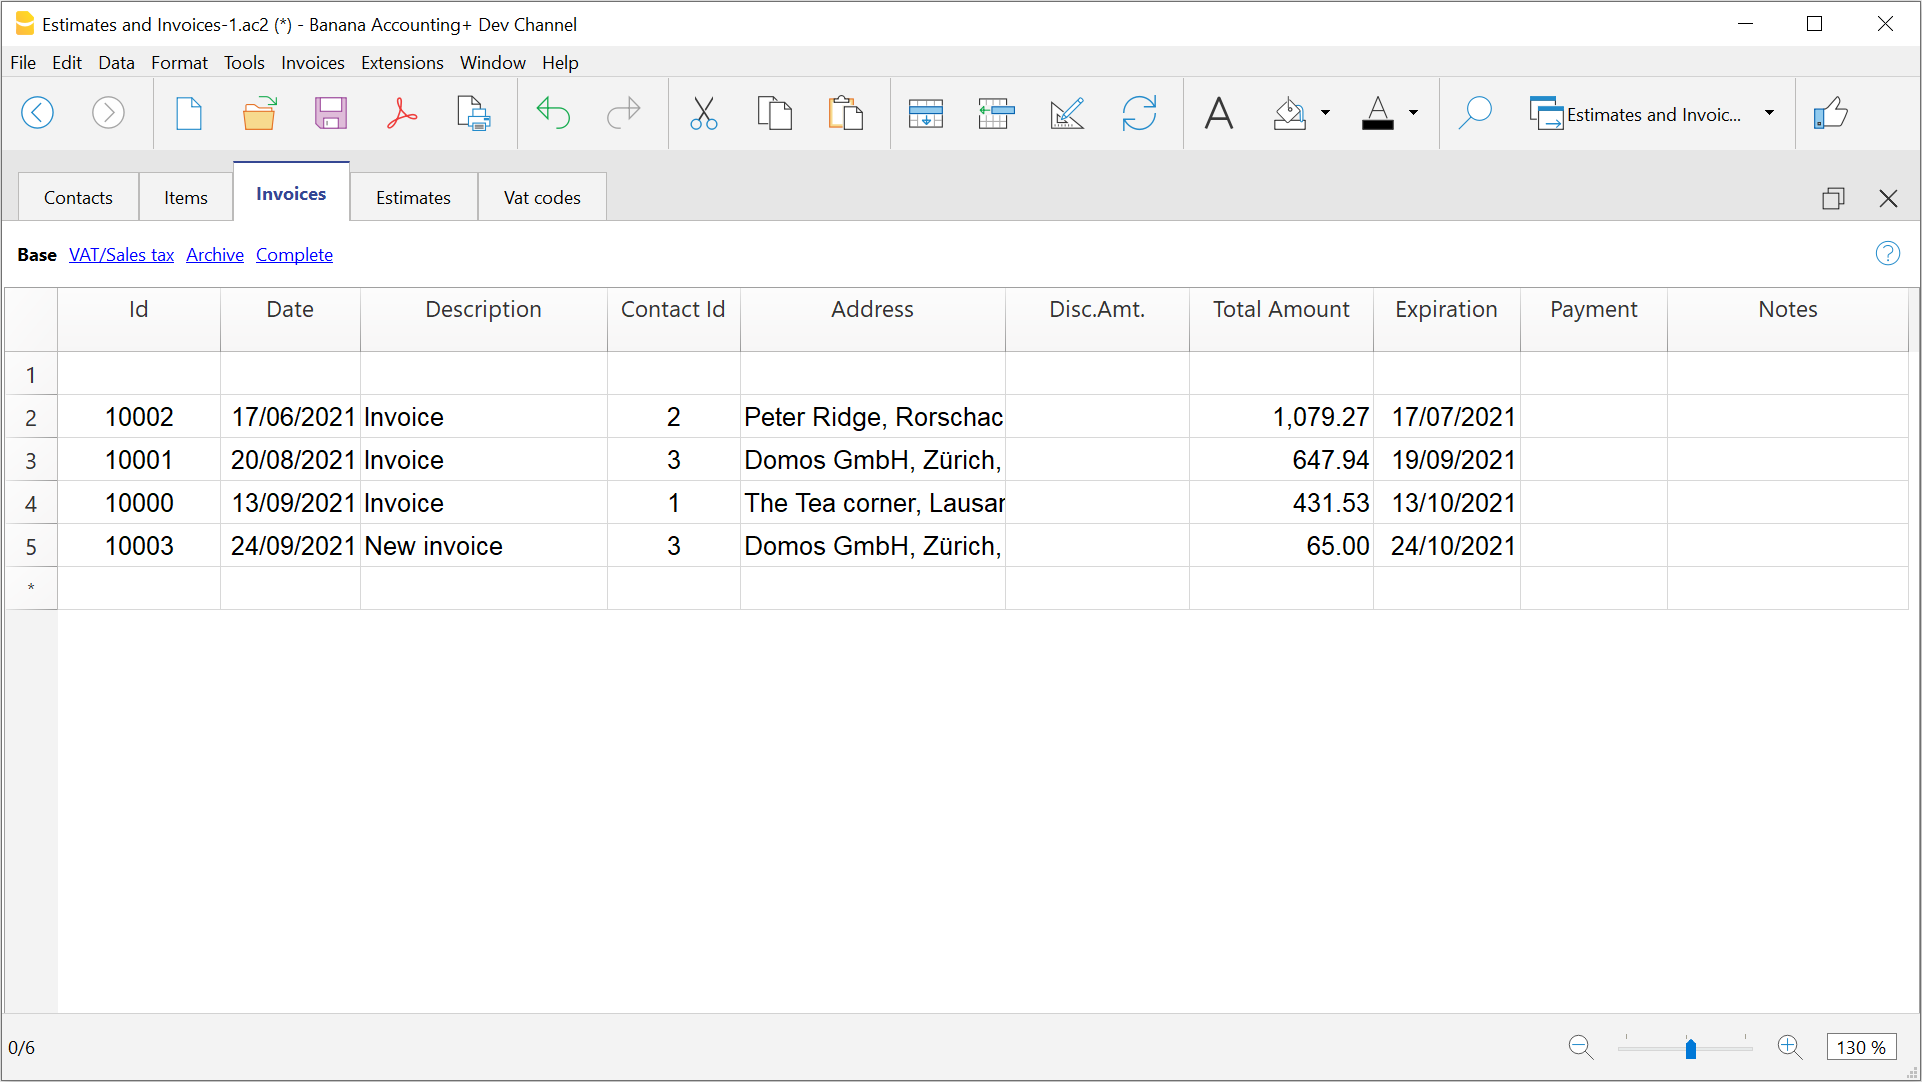 Estimates and Invoices-1.ac2 (*) - Banana Accounting+ Dev Channel
File Edit Data Format Tools Invoices Extensions Window Help
A A Estimates and Invoic...
Contacts Items Invoices Estimates Vat codes
Base VAT/Sales tax Archive Complete ?
Id Date Description Contact Id Address Disc.Amt. Total Amount Expiration Payment Notes
1
2 10002 17/06/2021 Invoice 2 Peter Ridge, Rorschac 1,079.27 17/07/2021
3 10001 20/08/2021 Invoice 3 Domos GmbH, Zürich, 647.94 19/09/2021
4 10000 13/09/2021 Invoice 1 The Tea corner, Lausan 431.53 13/10/2021
5 10003 24/09/2021 New invoice 3 Domos GmbH, Zürich, 65.00 24/10/2021
*
0/6 130 %